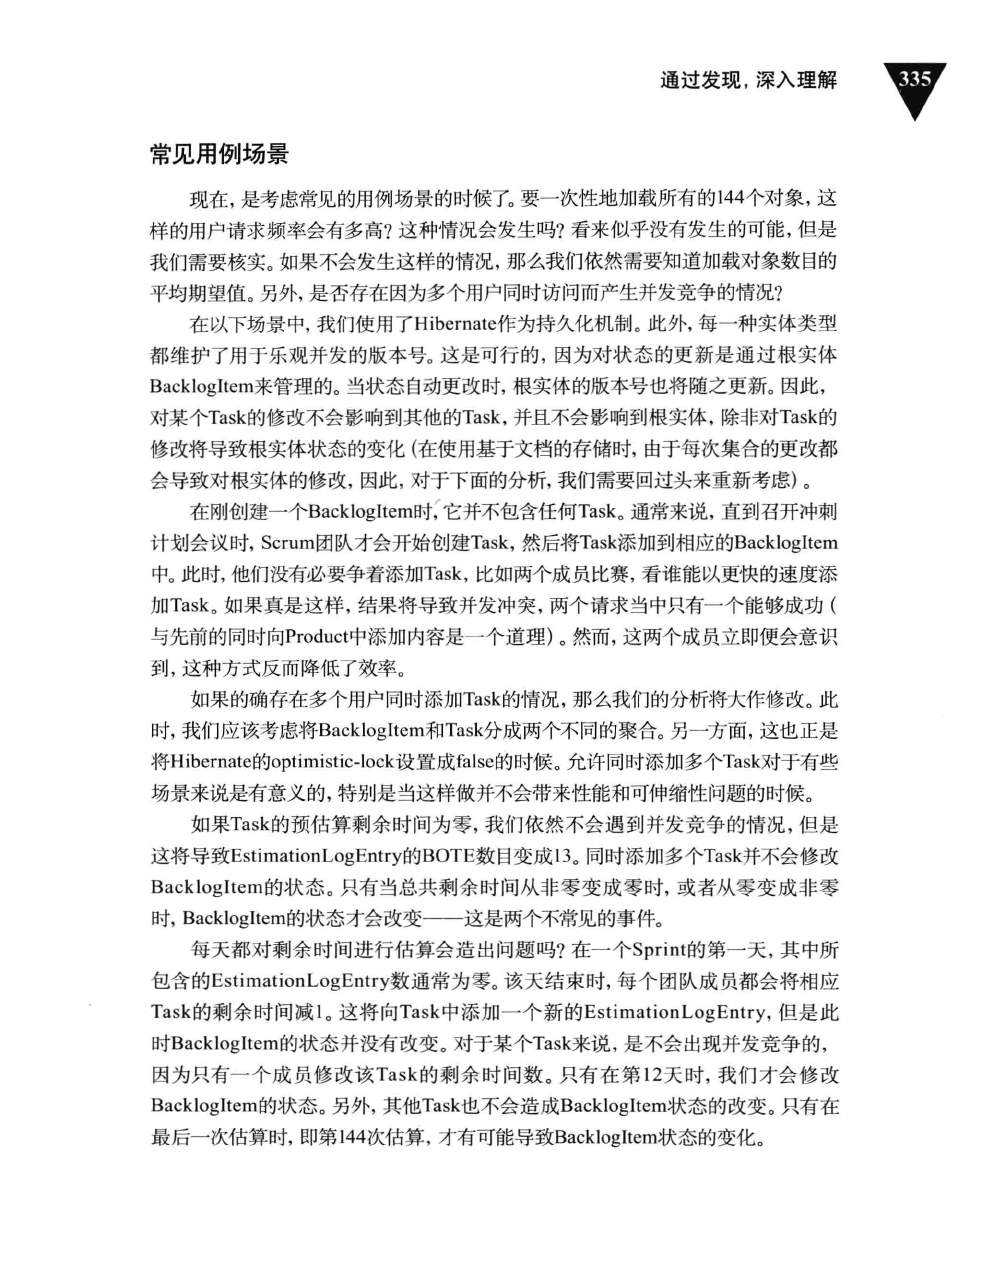 通过发现，深入理解
335
常见用例场景
现在，是考虑常见的用例场景的时候了。要一次性地加载所有的144个对象，这
样的用户请求频率会有多高？这种情况会发生吗？看来似乎没有发生的可能，但是
我们需要核实。如果不会发生这样的情况，那么我们依然需要知道加载对象数目的
平均期望值。另外，是否存在因为多个用户同时访问而产生并发竞争的情况？
在以下场景中，我们使用了Hibernate作为持久化机制。此外，每一种实体类型
都维护了用于乐观并发的版本号。这是可行的，因为对状态的更新是通过根实体
BacklogItem来管理的。当状态自动更改时，根实体的版本号也将随之更新。因此，
对某个Task的修改不会影响到其他的Task，并且不会影响到根实体，除非对Task的
修改将导致根实体状态的变化（在使用基于文档的存储时，由于每次集合的更改都
会导致对根实体的修改，因此，对于下面的分析，我们需要回过头来重新考虑）。
在刚创建一个BacklogItem时，它并不包含任何Task。通常来说，直到召开冲刺
计划会议时，Scrum团队才会开始创建Task，然后将Task添加到相应的BacklogItem
中。此时，他们没有必要争着添加Task，比如两个成员比赛，看谁能以更快的速度添
加Task。如果真是这样，结果将导致并发冲突，两个请求当中只有一个能够成功（
与先前的同时向Product中添加内容是一个道理）。然而，这两个成员立即便会意识
到，这种方式反而降低了效率。
如果的确存在多个用户同时添加Task的情况，那么我们的分析将大作修改。此
时，我们应该考虑将BacklogItem和Task分成两个不同的聚合。另一方面，这也正是
将Hibernate的optimistic-lock设置成false的时候。允许同时添加多个Task对于有些
场景来说是有意义的，特别是当这样做并不会带来性能和可伸缩性问题的时候。
如果Task的预估算剩余时间为零，我们依然不会遇到并发竞争的情况，但是
这将导致EstimationLogEntry的BOTE数目变成13。同时添加多个Task并不会修改
BacklogItem的状态。只有当总共剩余时间从非零变成零时，或者从零变成非零
时，BacklogItem的状态才会改变——这是两个不常见的事件。
每天都对剩余时间进行估算会造出问题吗？在一个Sprint的第一天，其中所
包含的EstimationLogEntry数通常为零。该天结束时，每个团队成员都会将相应
Task的剩余时间减1。这将向Task中添加一个新的EstimationLogEntry，但是此
时BacklogItem的状态并没有改变。对于某个Task来说，是不会出现并发竞争的，
因为只有一个成员修改该Task的剩余时间数。只有在第12天时，我们才会修改
BacklogItem的状态。另外，其他Task也不会造成BacklogItem状态的改变。只有在
最后一次估算时，即第144次估算，才有可能导致BacklogItem状态的变化。